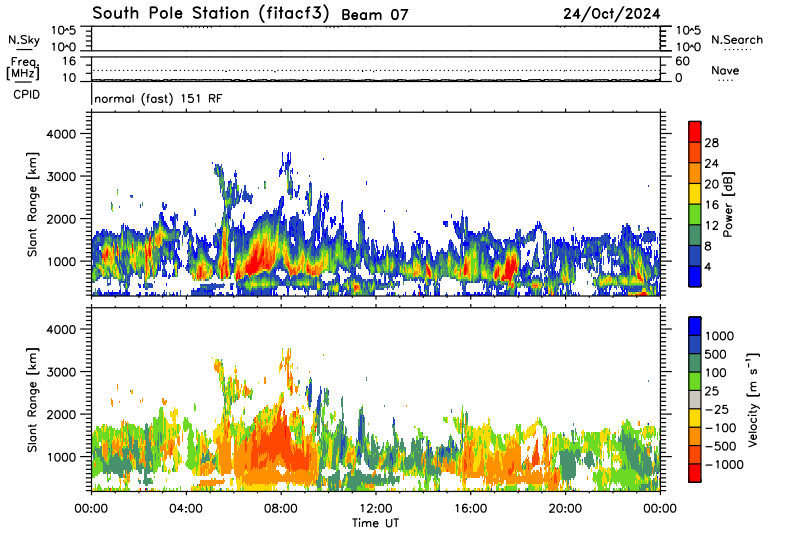 South Pole Station (fitacf3) Beam 07 24/Oct/2024
N.Sky 10^5 10^0 10^5 10^0 N.Search
Freq. [MHz] 16 10 60 0 Nave
CPID normal (fast) 151 RF
Slant Range [km]
4000
3000
2000
1000
Power [dB]
28
24
20
16
12
8
4
Slant Range [km]
4000
3000
2000
1000
Velocity [m s⁻¹]
1000
500
100
25
−25
−100
−500
−1000
00:00 04:00 08:00 12:00 16:00 20:00 00:00
Time UT